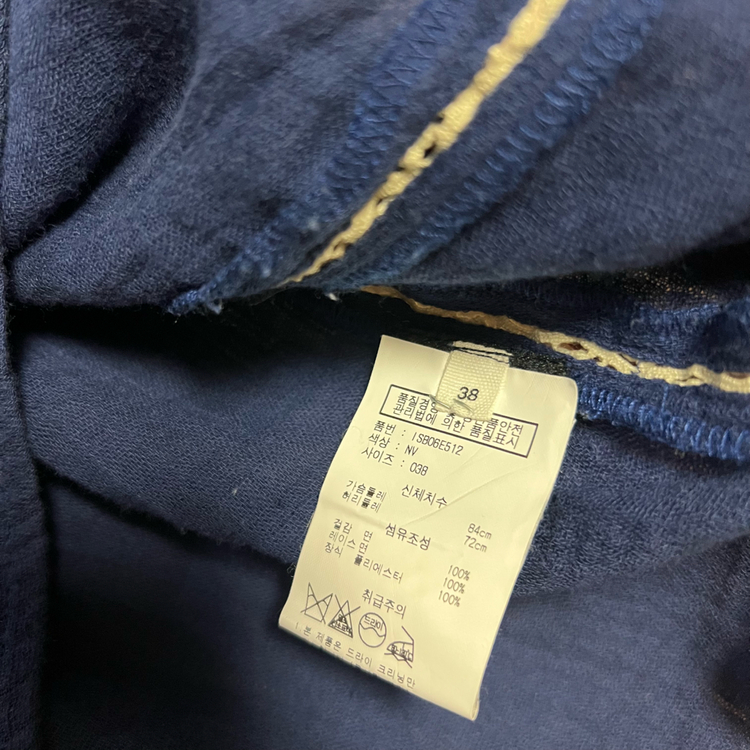 38
품질경영 및 공산품안전
관리법에 의한 품질표시
품번 : ISB06E512
색상 : NV
사이즈 : 038
신체치수
가슴둘레 84cm
허리둘레 72cm
섬유조성
겉감 면 100%
레이스 면 100%
장식 폴리에스터 100%
취급주의
드라이
! 본 제품은 드라이 크리닝만